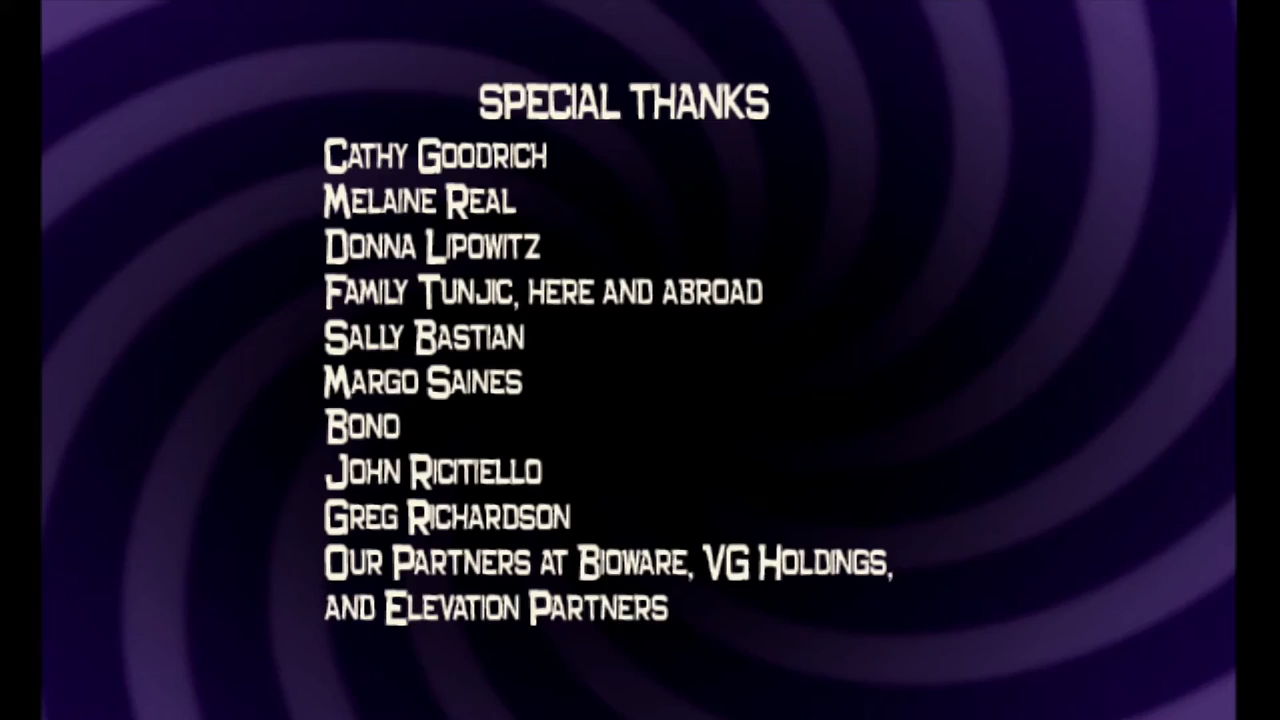 SPECIAL THANKS
CATHY GOODRICH
MELAINE REAL
DONNA LIPOWITZ
FAMILY TUNJIC, HERE AND ABROAD
SALLY BASTIAN
MARGO SAINES
BONO
JOHN RICITIELLO
GREG RICHARDSON
OUR PARTNERS AT BIOWARE, VG HOLDINGS,
AND ELEVATION PARTNERS